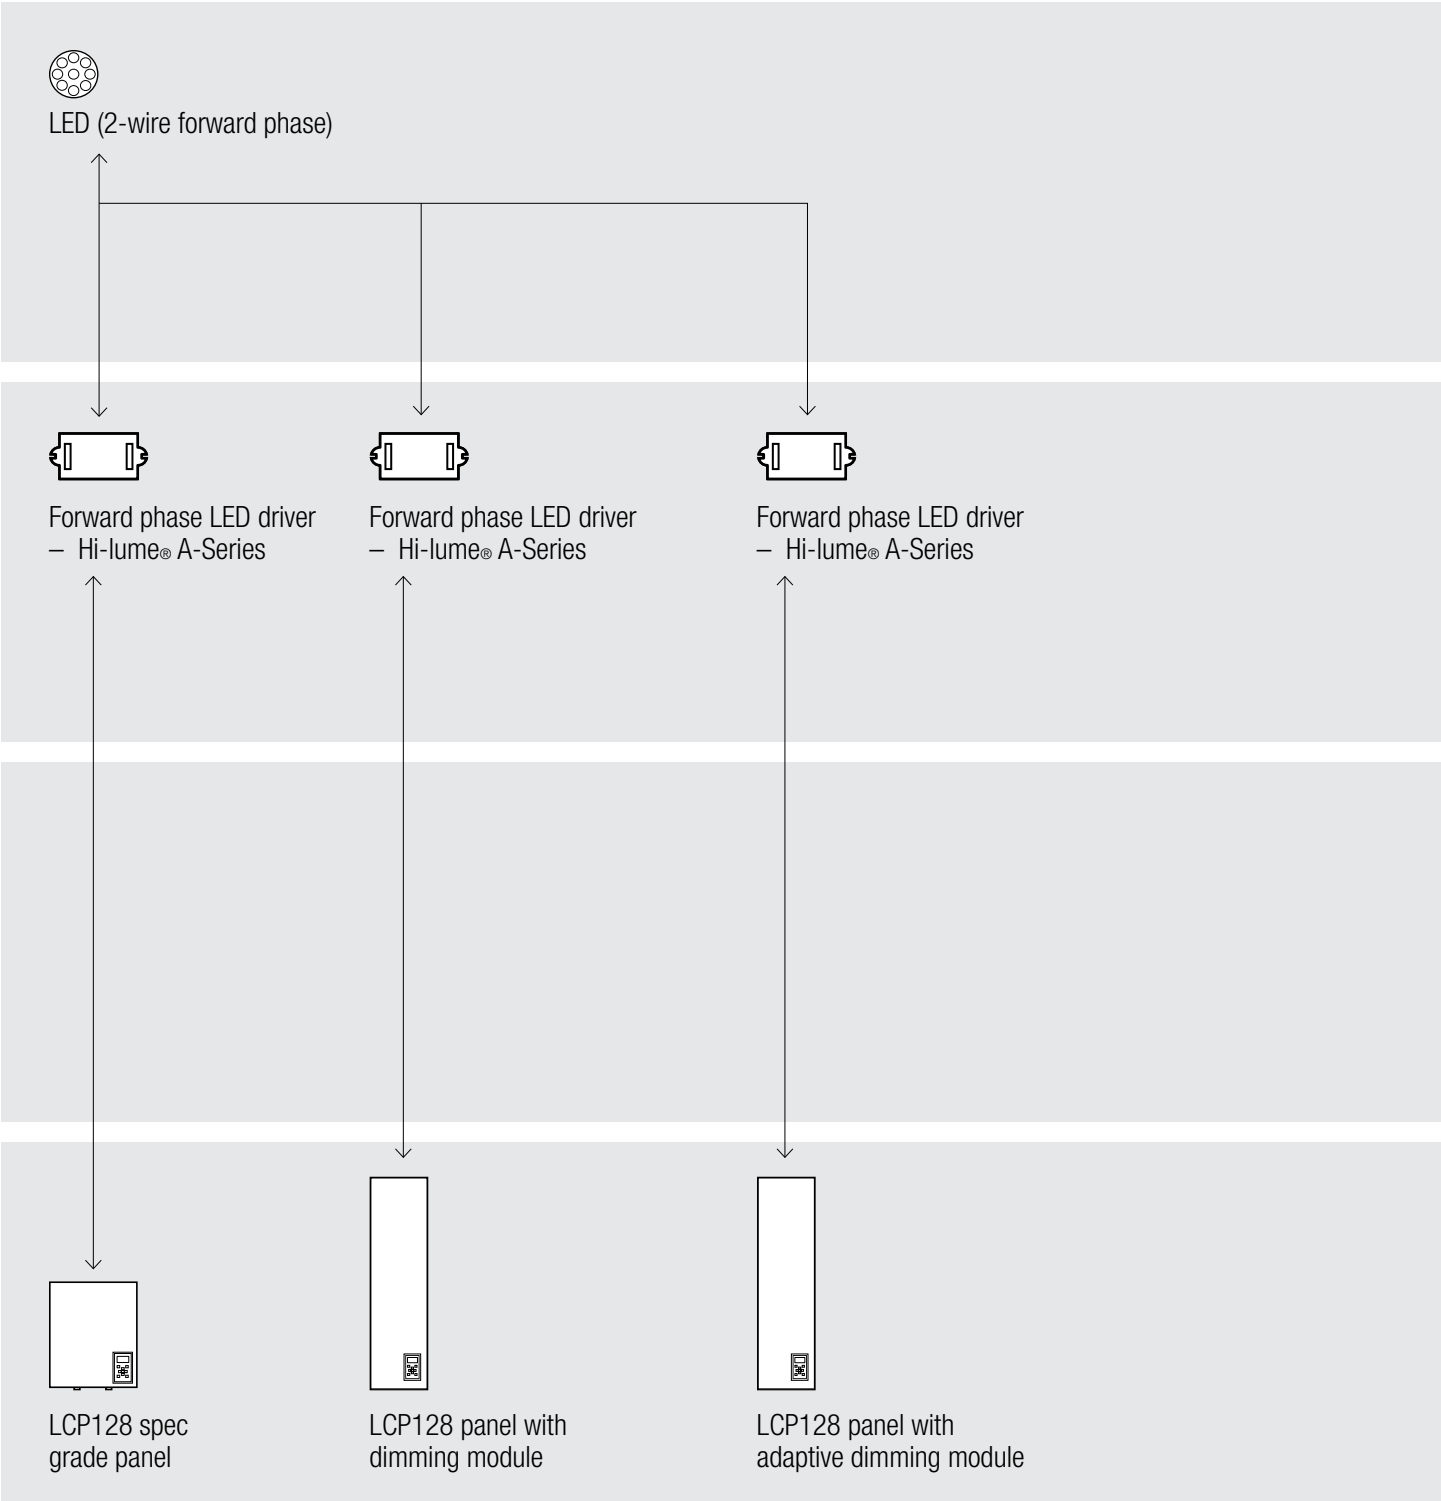 LED (2-wire forward phase)
Forward phase LED driver
– Hi-lume® A-Series
Forward phase LED driver
– Hi-lume® A-Series
Forward phase LED driver
– Hi-lume® A-Series
LCP128 spec
grade panel
LCP128 panel with
dimming module
LCP128 panel with
adaptive dimming module